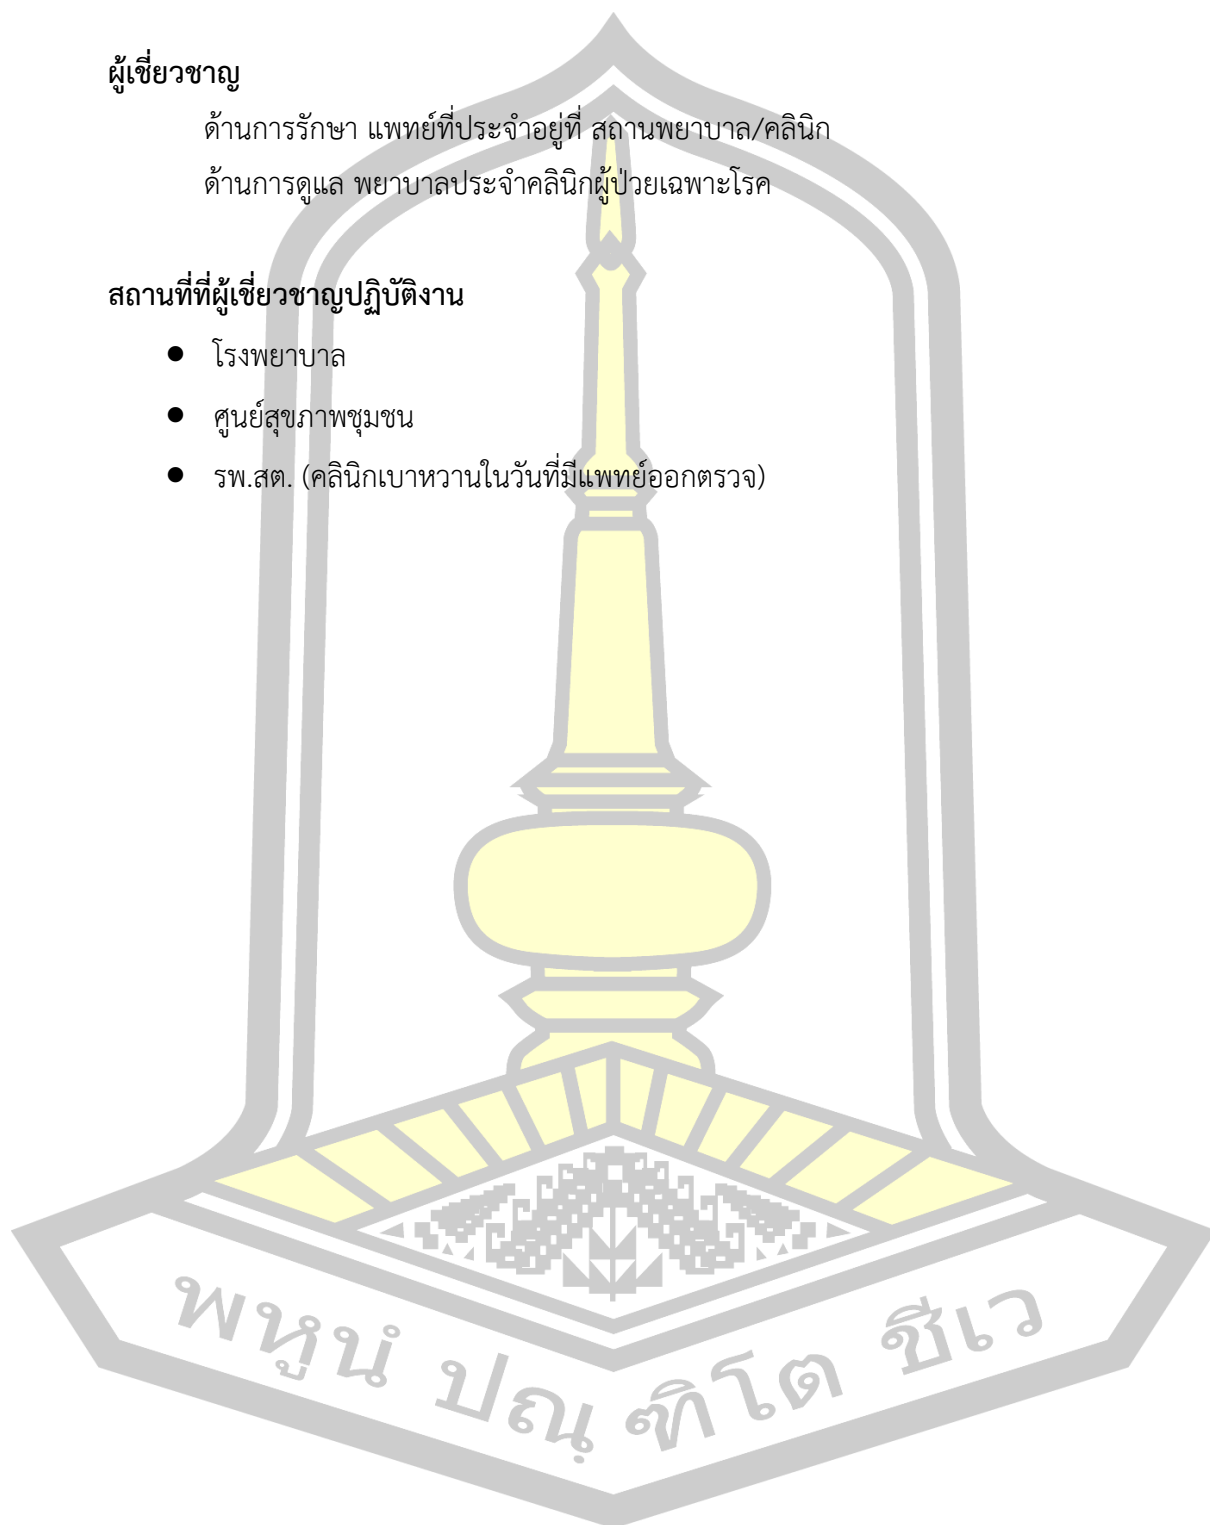 ผู้เชี่ยวชาญ
ด้านการรักษา แพทย์ที่ประจำอยู่ที่ สถานพยาบาล/คลินิก
ด้านการดูแล พยาบาลประจำคลินิกผู้ป่วยเฉพาะโรค
สถานที่ที่ผู้เชี่ยวชาญปฏิบัติงาน
● โรงพยาบาล
● ศูนย์สุขภาพชุมชน
● รพ.สต. (คลินิกเบาหวานในวันที่มีแพทย์ออกตรวจ)
พหูนํ ปณฺ ฑิโต ชีเว